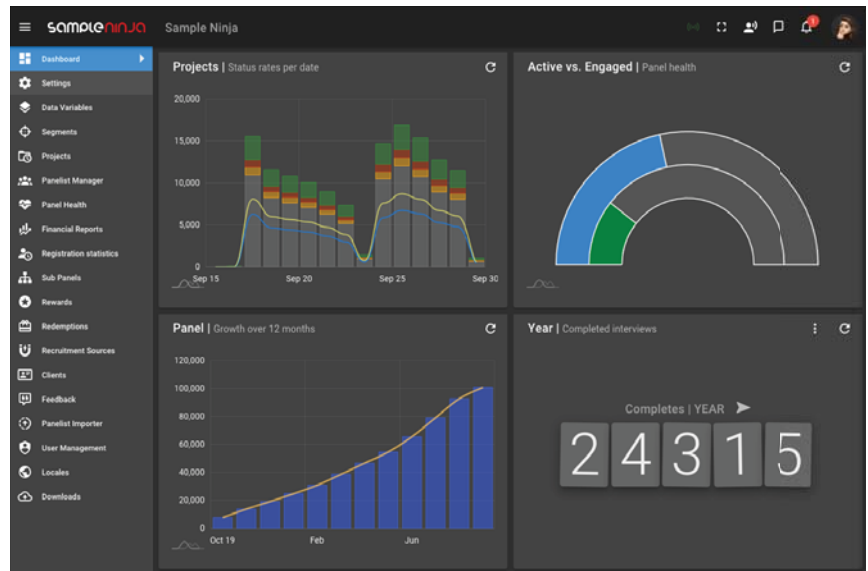 sampleninja
Sample Ninja
Dashboard
Settings
Data Variables
Segments
Projects
Panelist Manager
Panel Health
Financial Reports
Registration statistics
Sub Panels
Rewards
Redemptions
Recruitment Sources
Clients
Feedback
Panelist Importer
User Management
Locales
Downloads
Projects | Status rates per date
20,000
15,000
10,000
5,000
0
Sep 15 Sep 20 Sep 25 Sep 30
Active vs. Engaged | Panel health
Panel | Growth over 12 months
120,000
100,000
80,000
60,000
40,000
20,000
0
Oct 19 Feb Jun
Year | Completed interviews
Completes | YEAR
24315